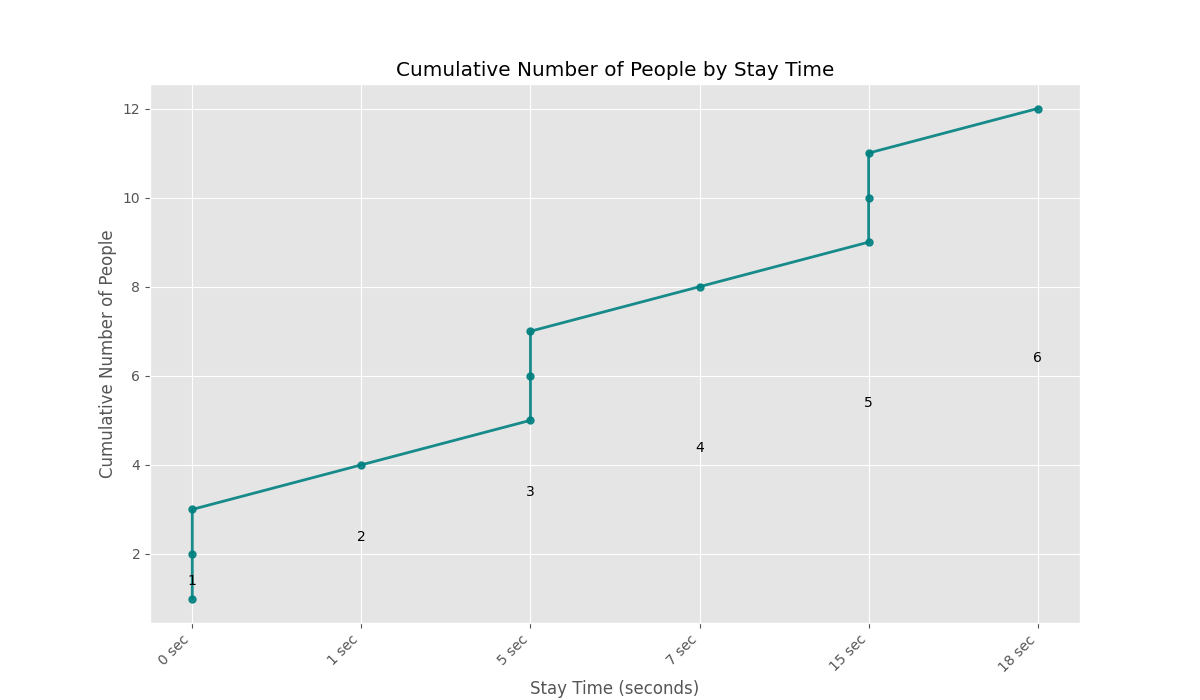 Cumulative Number of People by Stay Time
Cumulative Number of People
12
10
8
6
4
2
1
2
3
4
5
6
0 sec
1 sec
5 sec
7 sec
15 sec
18 sec
Stay Time (seconds)